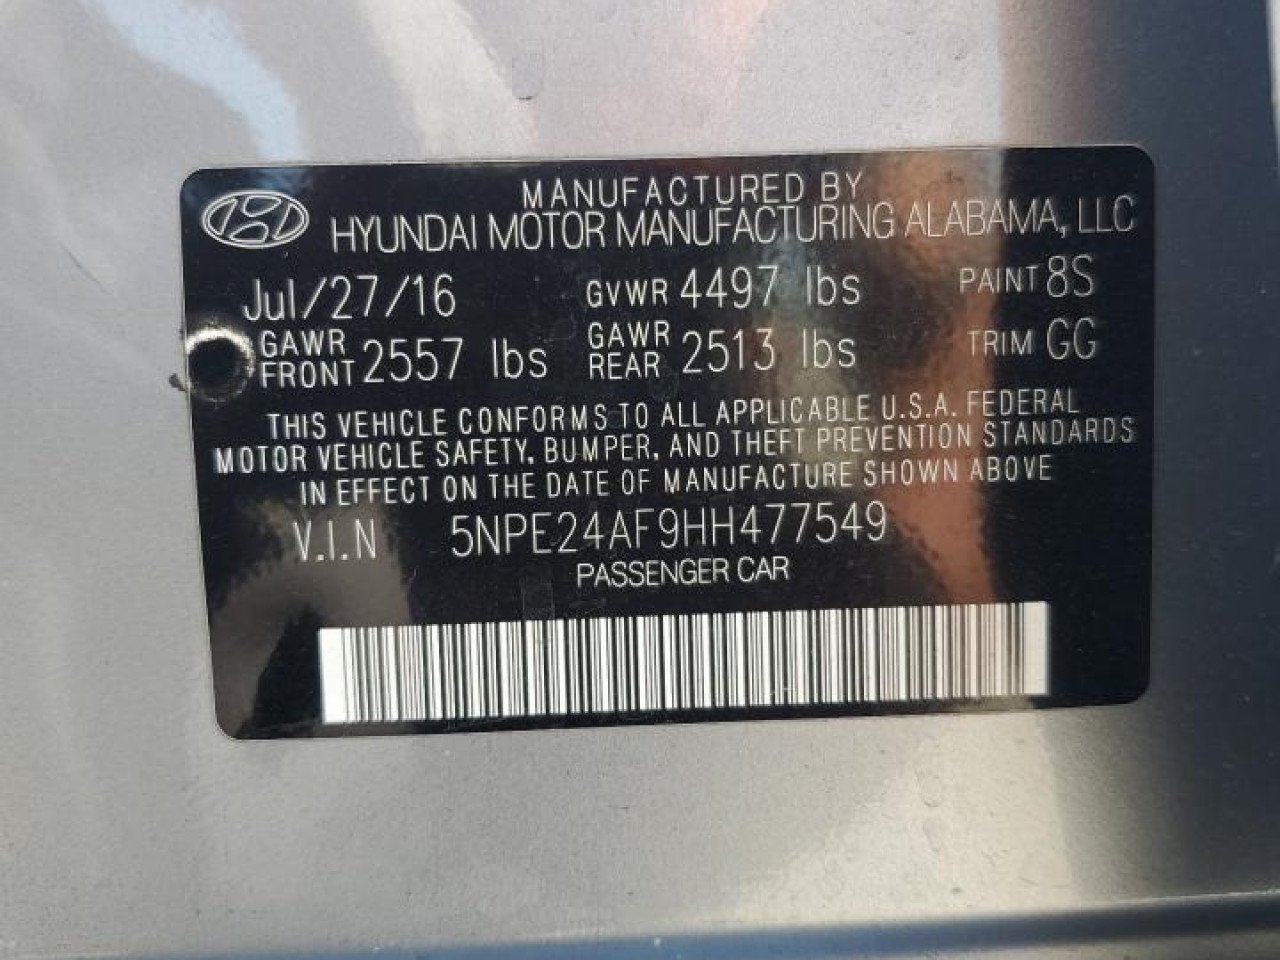 MANUFACTURED BY
HYUNDAI MOTOR MANUFACTURING ALABAMA, LLC
Jul/27/16 GVWR 4497 lbs PAINT 8S
GAWR FRONT 2557 lbs GAWR REAR 2513 lbs TRIM GG
THIS VEHICLE CONFORMS TO ALL APPLICABLE U.S.A. FEDERAL
MOTOR VEHICLE SAFETY, BUMPER, AND THEFT PREVENTION STANDARDS
IN EFFECT ON THE DATE OF MANUFACTURE SHOWN ABOVE
V.I.N 5NPE24AF9HH477549
PASSENGER CAR